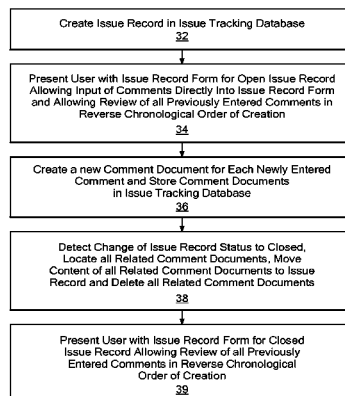 Create Issue Record in Issue Tracking Database
32
Present User with Issue Record Form for Open Issue Record
Allowing Input of Comments Directly Into Issue Record Form
and Allowing Review of all Previously Entered Comments in
Reverse Chronological Order of Creation
34
Create a new Comment Document for Each Newly Entered
Comment and Store Comment Documents
in Issue Tracking Database
36
Detect Change of Issue Record Status to Closed,
Locate all Related Comment Documents, Move
Content of all Related Comment Documents to Issue
Record and Delete all Related Comment Documents
38
Present User with Issue Record Form for Closed
Issue Record Allowing Review of all Previously
Entered Comments in Reverse Chronological
Order of Creation
39